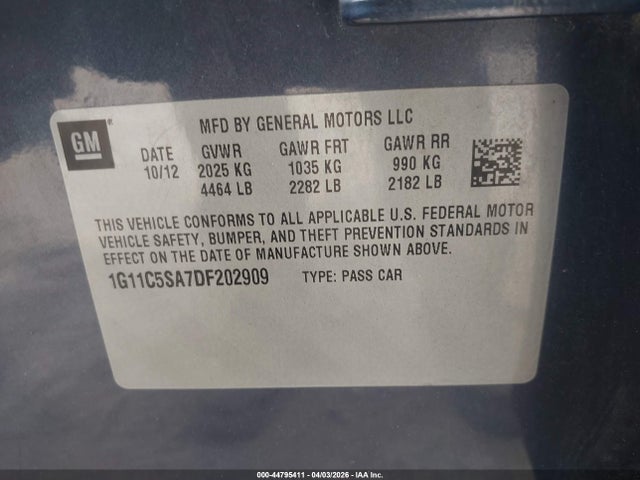 GM
MFD BY GENERAL MOTORS LLC
DATE GVWR GAWR FRT GAWR RR
10/12 2025 KG 1035 KG 990 KG
4464 LB 2282 LB 2182 LB
THIS VEHICLE CONFORMS TO ALL APPLICABLE U.S. FEDERAL MOTOR
VEHICLE SAFETY, BUMPER, AND THEFT PREVENTION STANDARDS IN
EFFECT ON THE DATE OF MANUFACTURE SHOWN ABOVE.
1G11C5SA7DF202909 TYPE: PASS CAR
000-44795411 - 04/03/2026 - IAA Inc.